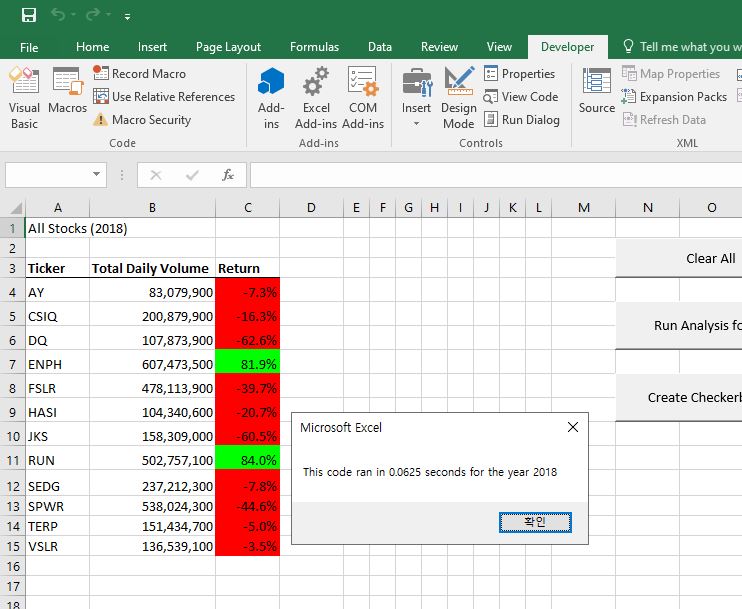 File Home Insert Page Layout Formulas Data Review View Developer Tell me what you w
Visual Basic
Macros
Record Macro
Use Relative References
Macro Security
Code
Add-ins
Excel Add-ins
COM Add-ins
Add-ins
Insert
Design Mode
Properties
View Code
Run Dialog
Controls
Source
Map Properties
Expansion Packs
Refresh Data
XML
fx
A B C D E F G H I J K L M N O
1 All Stocks (2018)
2
3 Ticker Total Daily Volume Return
4 AY 83,079,900 -7.3%
5 CSIQ 200,879,900 -16.3%
6 DQ 107,873,900 -62.6%
7 ENPH 607,473,500 81.9%
8 FSLR 478,113,900 -39.7%
9 HASI 104,340,600 -20.7%
10 JKS 158,309,000 -60.5%
11 RUN 502,757,100 84.0%
12 SEDG 237,212,300 -7.8%
13 SPWR 538,024,300 -44.6%
14 TERP 151,434,700 -5.0%
15 VSLR 136,539,100 -3.5%
16
17
18
Clear All
Run Analysis fo
Create Checkerb
Microsoft Excel
This code ran in 0.0625 seconds for the year 2018
확인